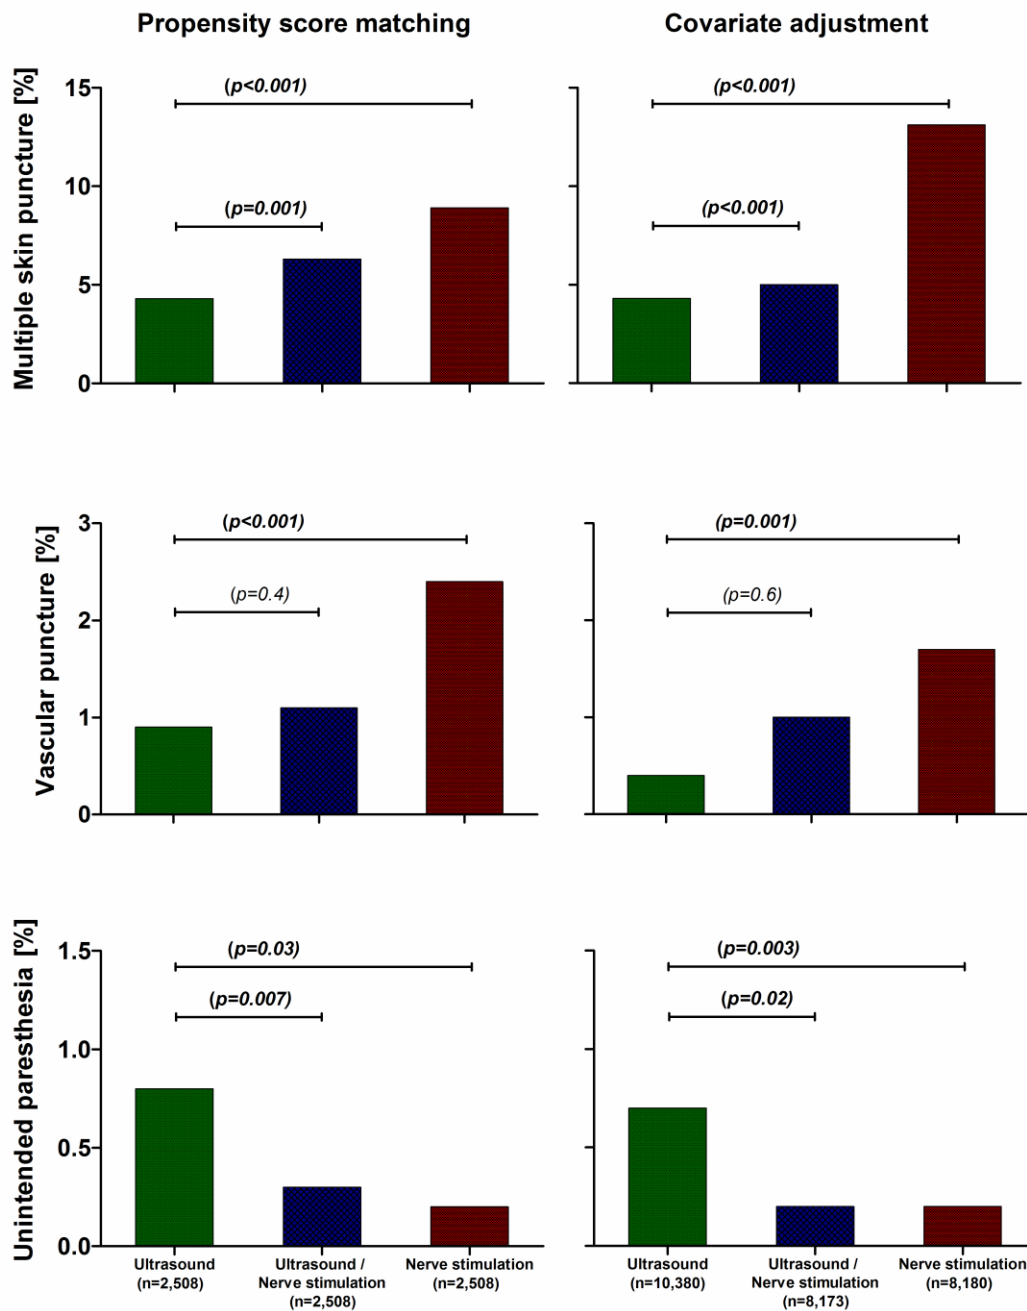 Propensity score matching
Covariate adjustment
Multiple skin puncture [%]
15
10
5
0
(p<0.001)
(p=0.001)
(p<0.001)
(p<0.001)
Vascular puncture [%]
3
2
1
0
(p<0.001)
(p=0.4)
(p=0.001)
(p=0.6)
Unintended paresthesia [%]
1.5
1.0
0.5
0.0
(p=0.03)
(p=0.007)
(p=0.003)
(p=0.02)
Ultrasound
(n=2,508)
Ultrasound /
Nerve stimulation
(n=2,508)
Nerve stimulation
(n=2,508)
Ultrasound
(n=10,380)
Ultrasound /
Nerve stimulation
(n=8,173)
Nerve stimulation
(n=8,180)